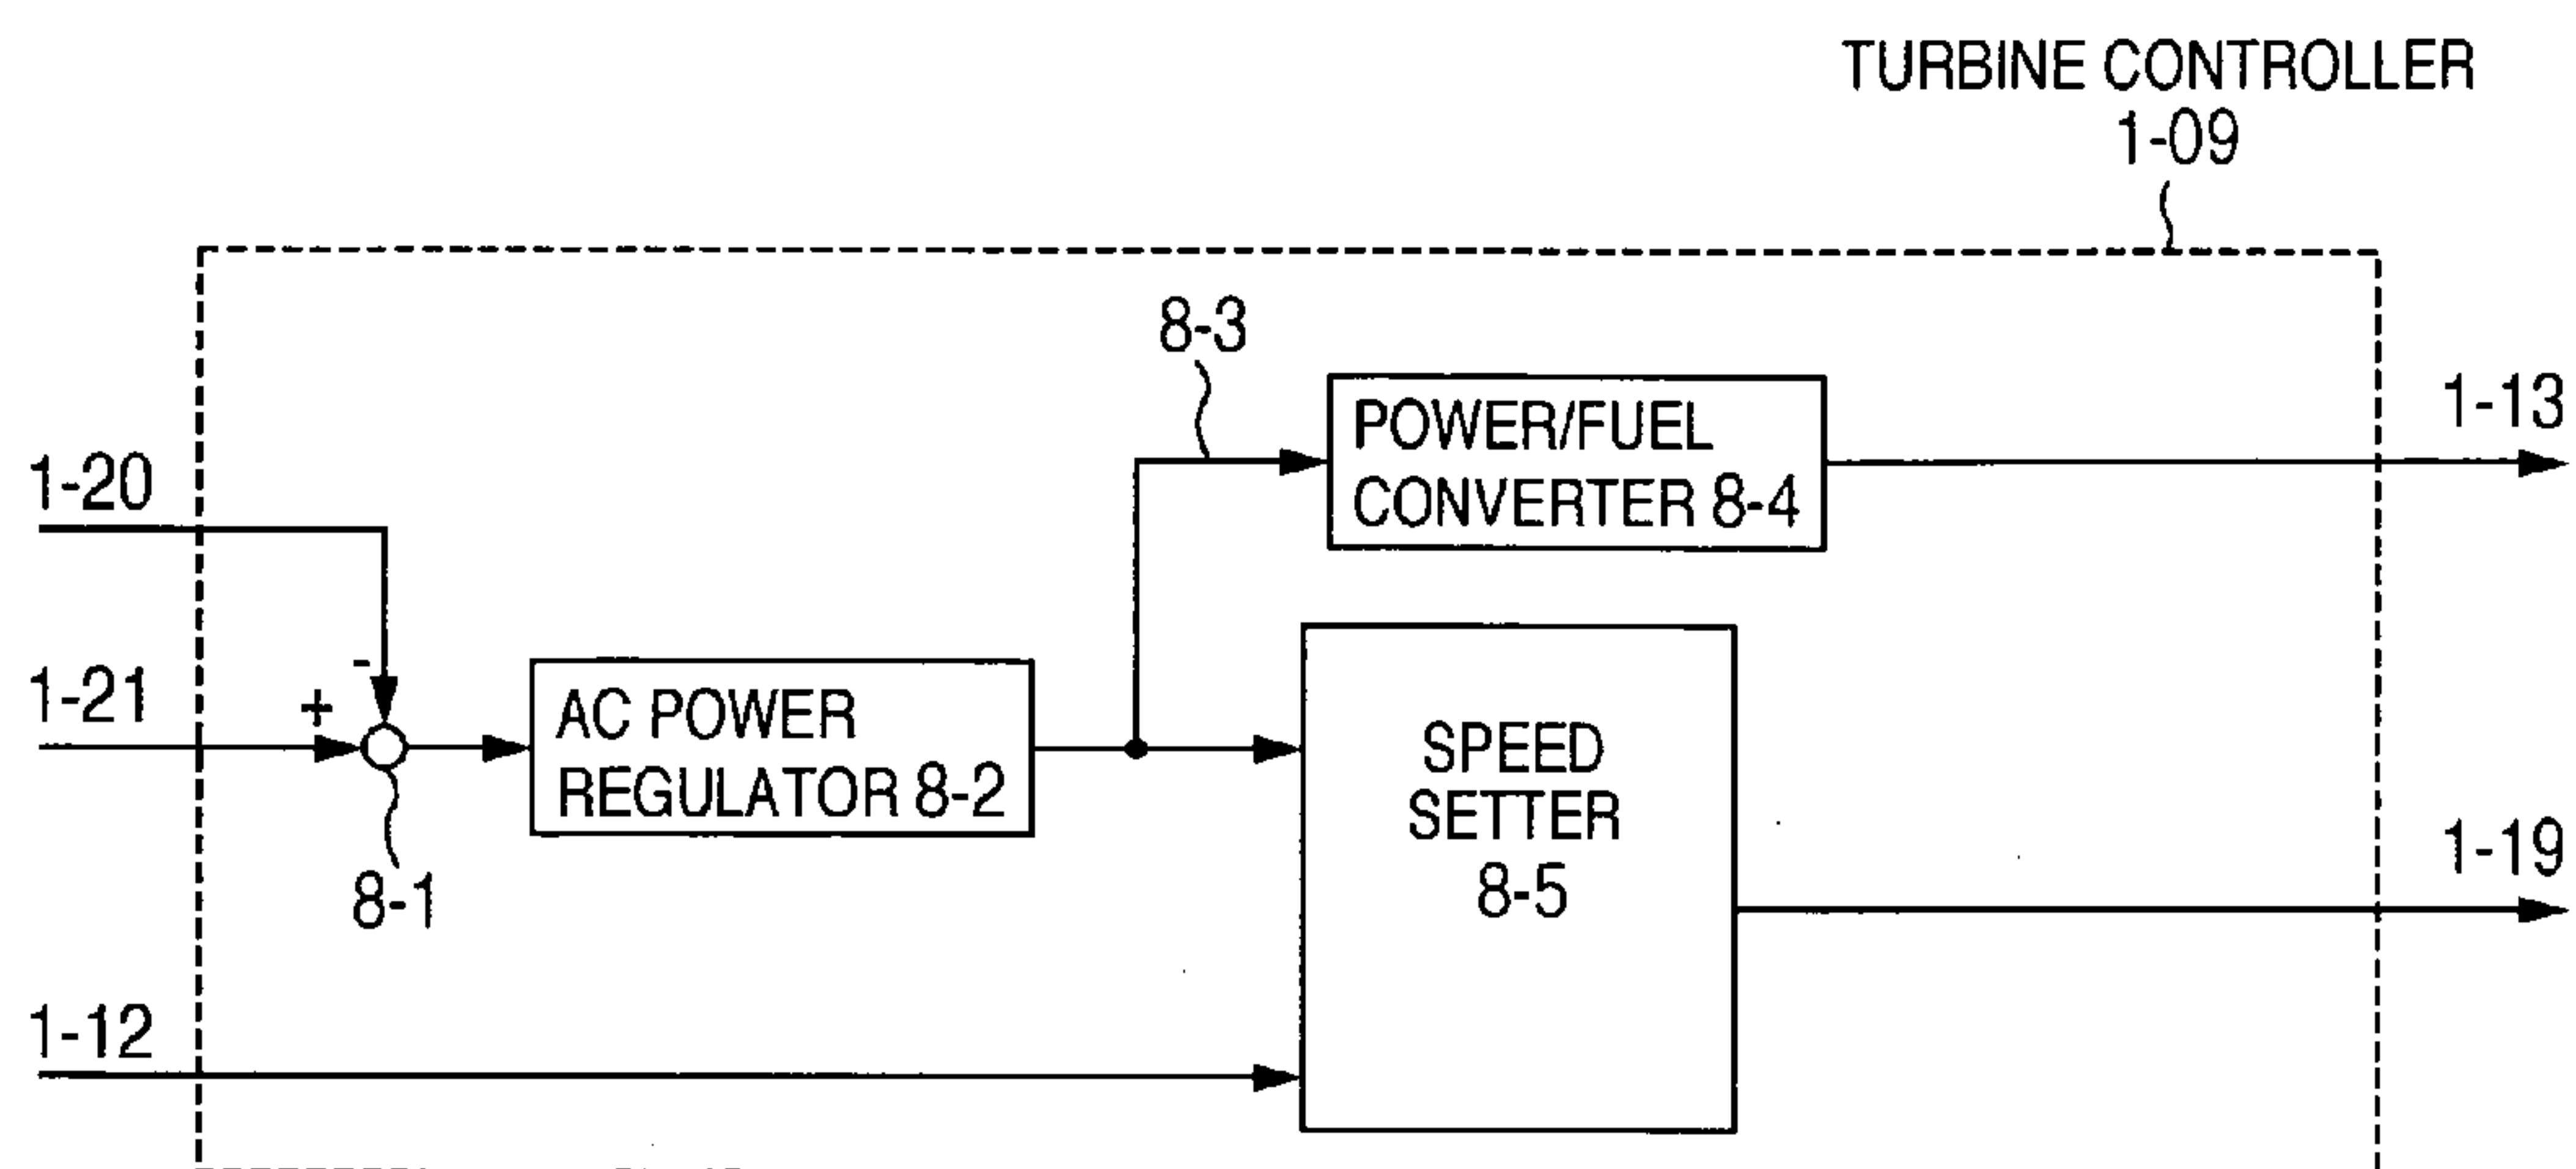 TURBINE CONTROLLER
1-09
8-3
POWER/FUEL
CONVERTER 8-4
1-13
1-20
-
1-21
+
AC POWER
REGULATOR 8-2
SPEED
SETTER
8-5
8-1
1-19
1-12